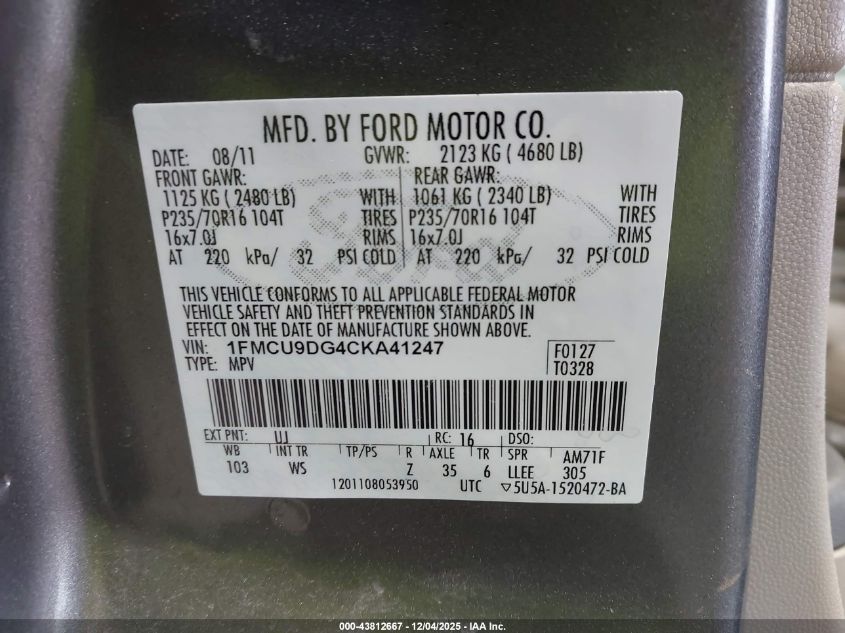 MFD. BY FORD MOTOR CO.
DATE: 08/11 GVWR: 2123 KG ( 4680 LB)
FRONT GAWR: REAR GAWR:
1125 KG ( 2480 LB) WITH 1061 KG ( 2340 LB) WITH
P235/70R16 104T TIRES P235/70R16 104T TIRES
16x7.0J RIMS 16x7.0J RIMS
AT 220 kPa/ 32 PSI COLD AT 220 kPa/ 32 PSI COLD
THIS VEHICLE CONFORMS TO ALL APPLICABLE FEDERAL MOTOR
VEHICLE SAFETY AND THEFT PREVENTION STANDARDS IN
EFFECT ON THE DATE OF MANUFACTURE SHOWN ABOVE.
VIN: 1FMCU9DG4CKA41247 F0127
TYPE: MPV T0328
EXT PNT: UJ RC: 16 DSO:
WB INT TR TP/PS R AXLE TR SPR AM71F
103 WS Z 35 6 LLEE 305
1201108053950 UTC ▽5U5A-1520472-BA
000-43812667 • 12/04/2025 • IAA Inc.